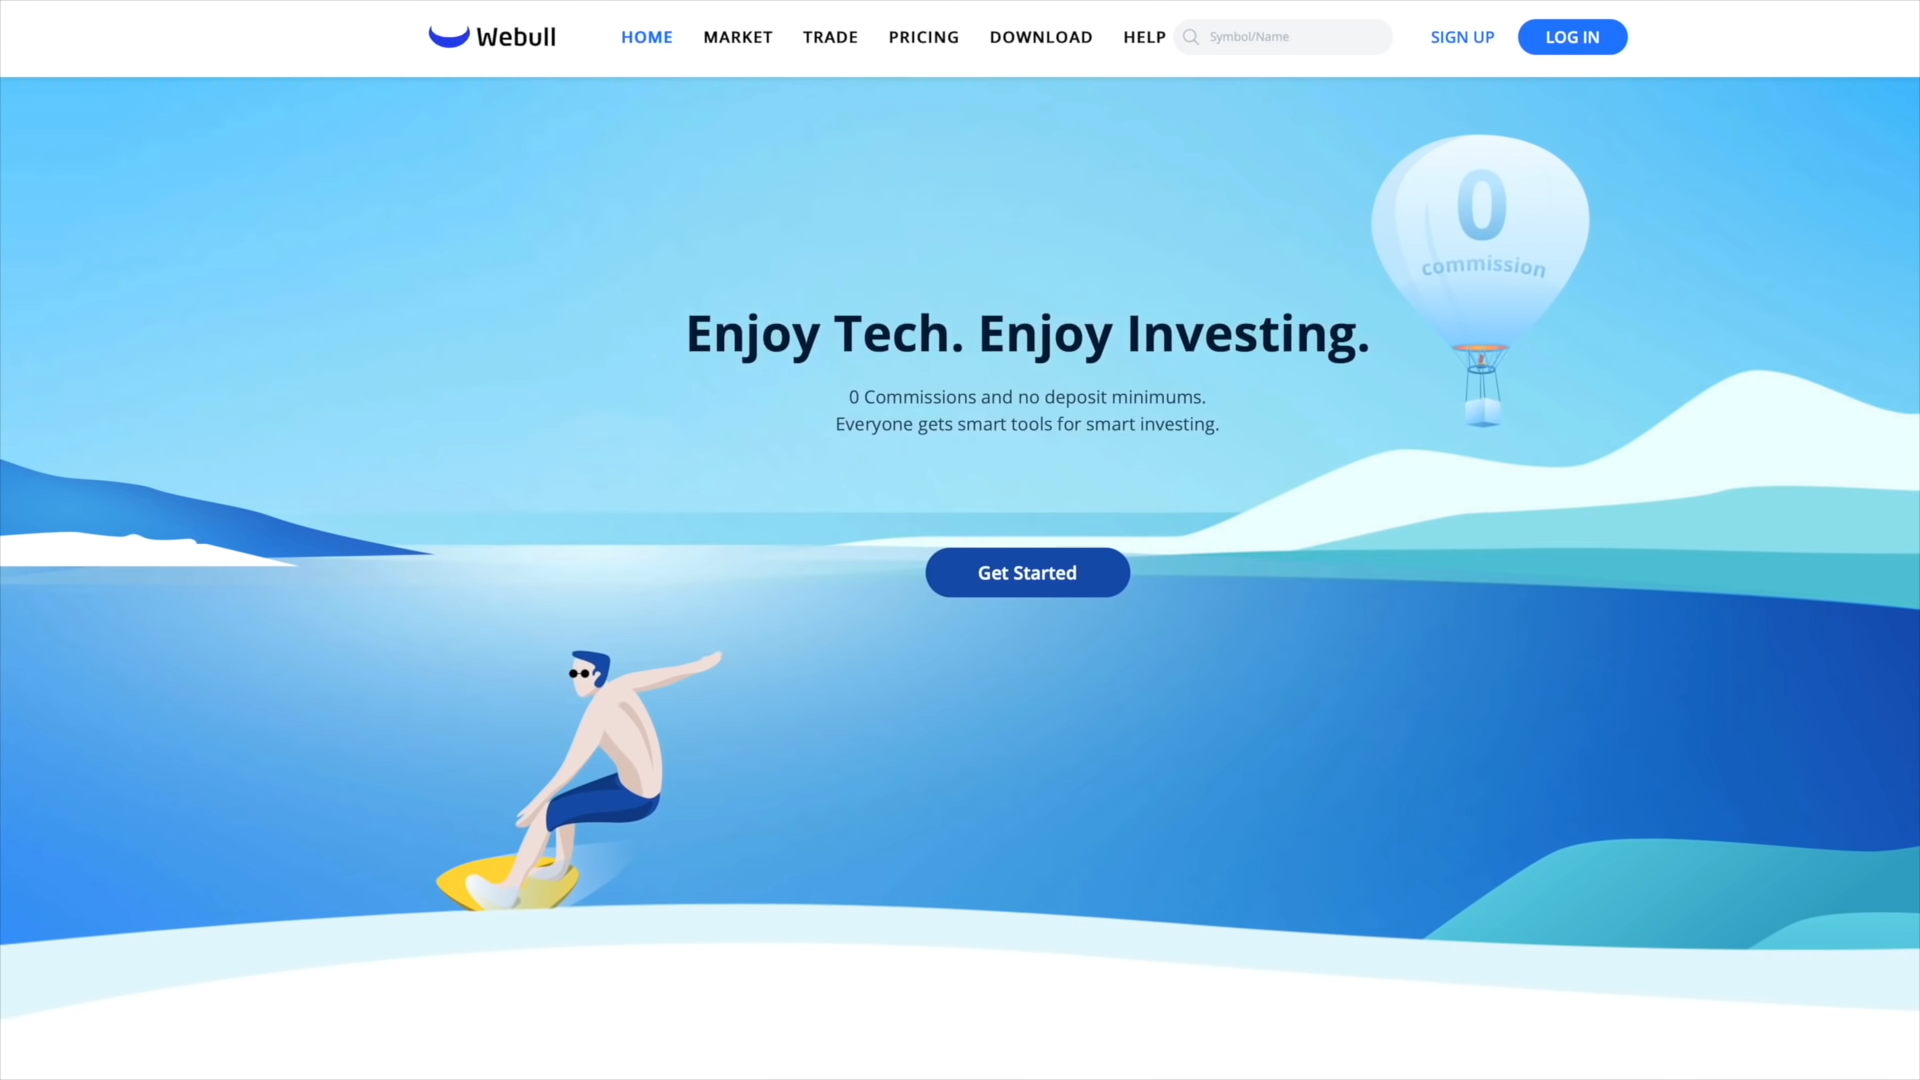 Webull HOME MARKET TRADE PRICING DOWNLOAD HELP Symbol/Name SIGN UP LOG IN
0
commission
Enjoy Tech. Enjoy Investing.
0 Commissions and no deposit minimums.
Everyone gets smart tools for smart investing.
Get Started